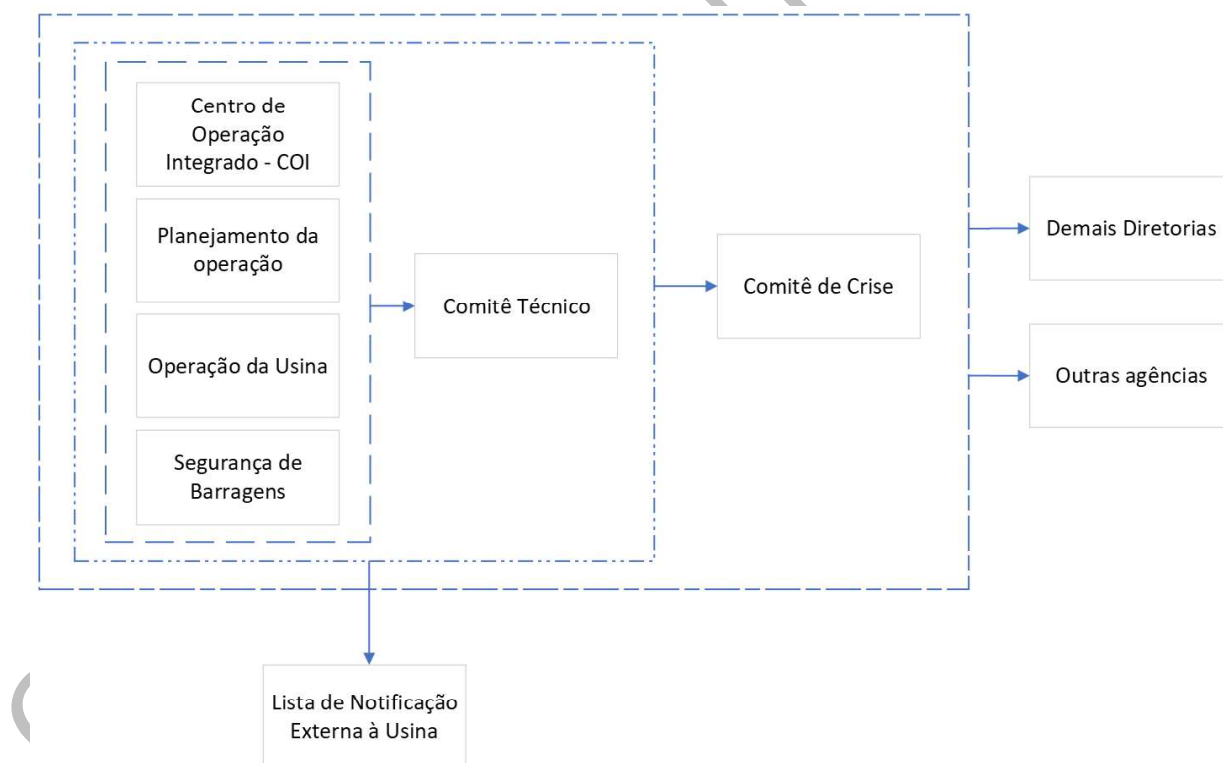 Centro de
Operação
Integrado - COI
Planejamento da
operação
Operação da Usina
Segurança de
Barragens
Comitê Técnico
Comitê de Crise
Demais Diretorias
Outras agências
Lista de Notificação
Externa à Usina